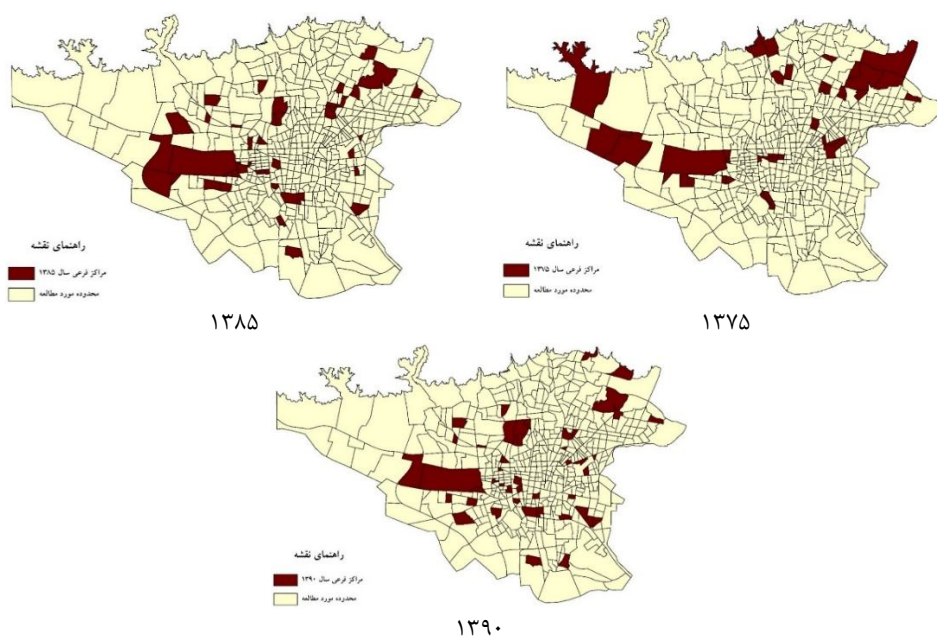 راهنمای نقشه
مراکز فرعی سال ۱۳۷۵
محدوده مورد مطالعه
۱۳۷۵
راهنمای نقشه
مراکز فرعی سال ۱۳۸۵
محدوده مورد مطالعه
۱۳۸۵
راهنمای نقشه
مراکز فرعی سال ۱۳۹۰
محدوده مورد مطالعه
۱۳۹۰